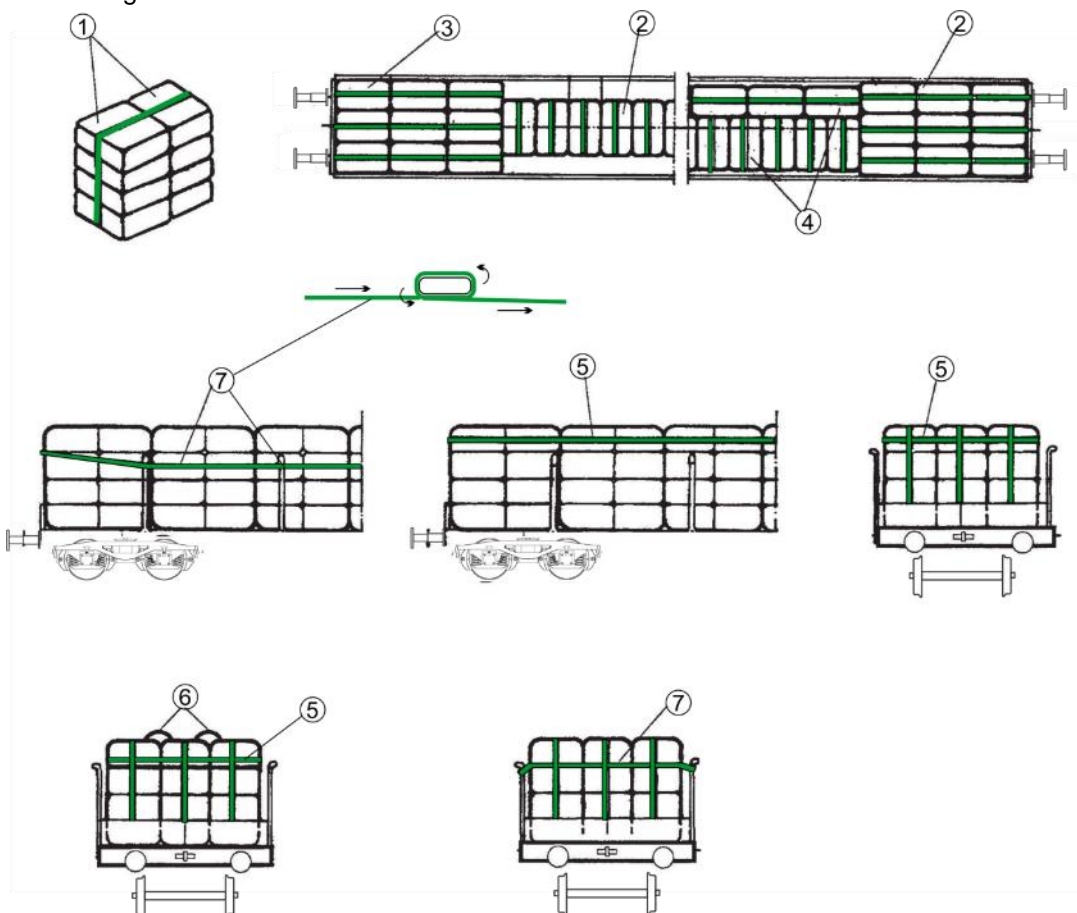 ① ③ ② ②
④
⑦ ⑤ ⑤
⑥ ⑤ ⑦